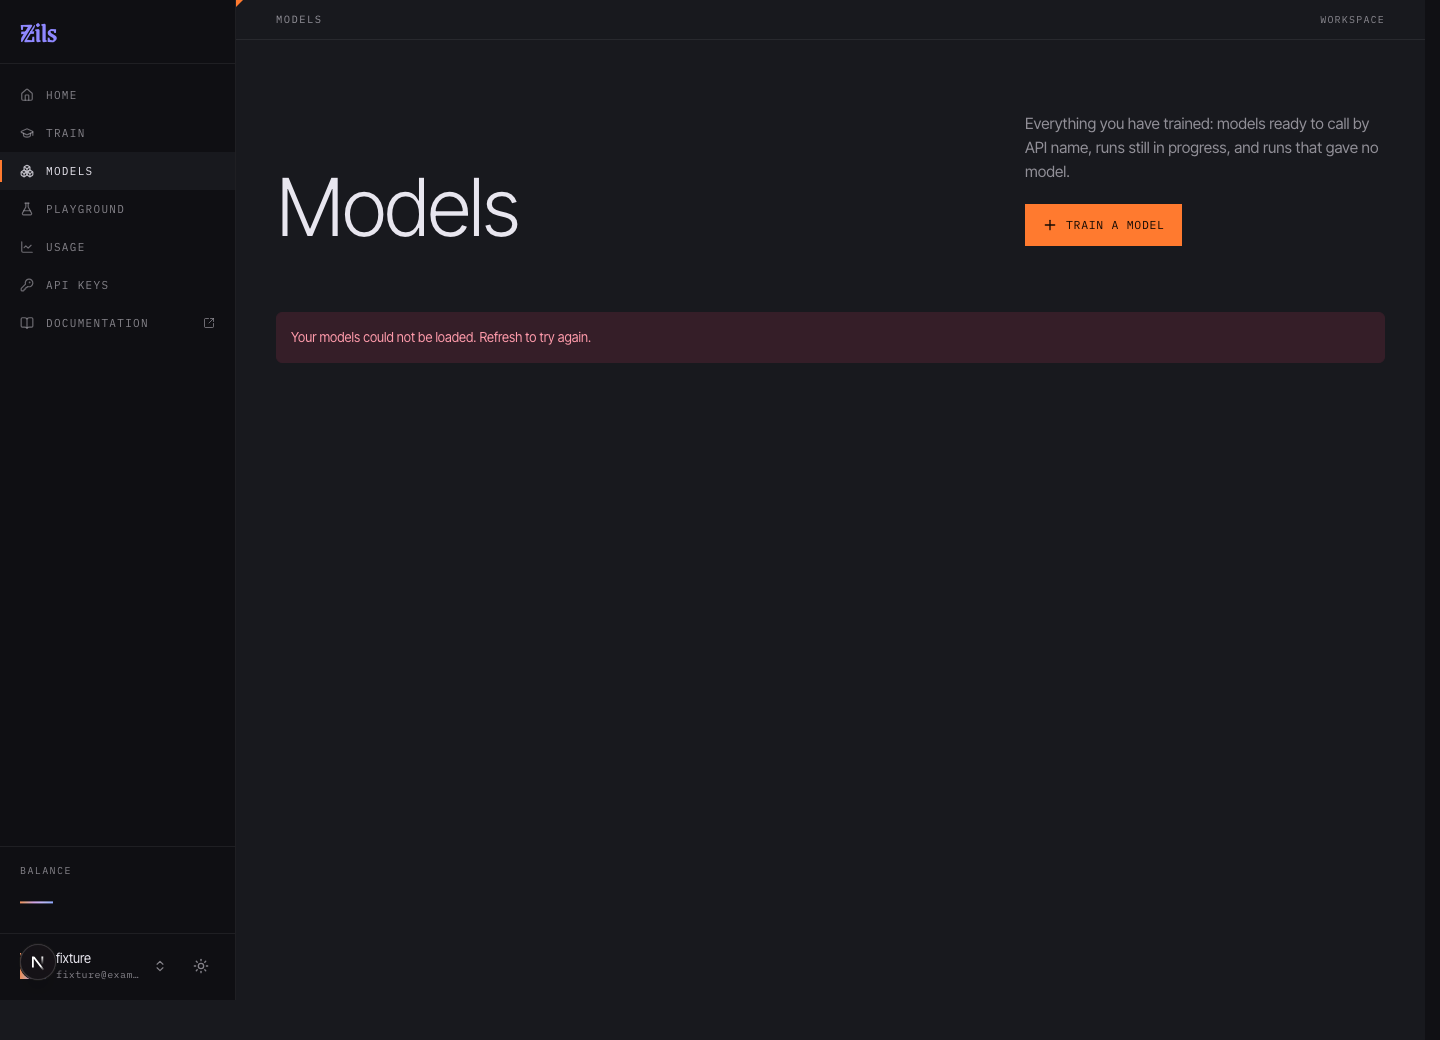 Zils
HOME
TRAIN
MODELS
PLAYGROUND
USAGE
API KEYS
DOCUMENTATION
BALANCE
N
fixture
fixture@exam…
MODELS
WORKSPACE
Models
Everything you have trained: models ready to call by
API name, runs still in progress, and runs that gave no
model.
TRAIN A MODEL
Your models could not be loaded. Refresh to try again.